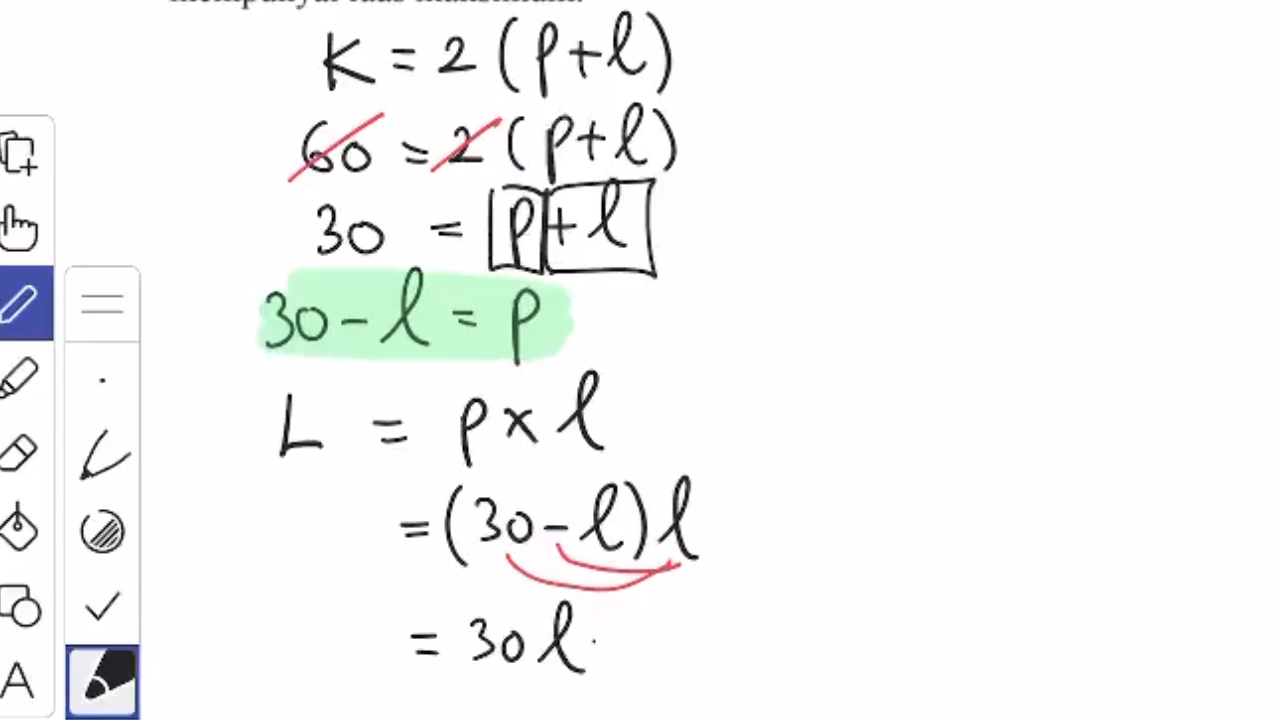 K = 2 (p+l)
60 = 2 (p+l)
30 = p+l
30 - l = p
L = p x l
= (30 - l) l
= 30 l
A